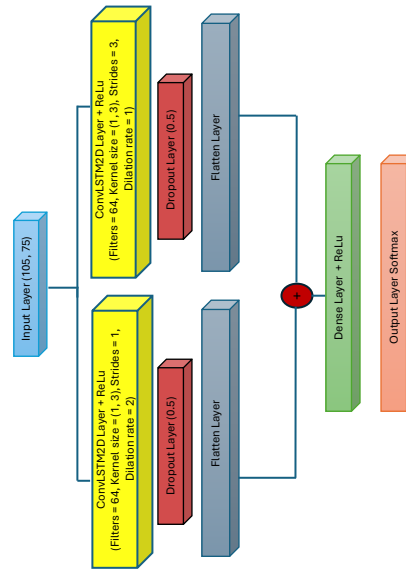 Input Layer (105, 75)
ConvLSTM2D Layer + ReLu
(Filters = 64, Kernel size = (1, 3), Strides = 1,
Dilation rate = 2)
Dropout Layer (0.5)
Flatten Layer
ConvLSTM2D Layer + ReLu
(Filters = 64, Kernel size = (1, 3), Strides = 3,
Dilation rate = 1)
Dropout Layer (0.5)
Flatten Layer
+
Dense Layer + ReLu
Output Layer Softmax